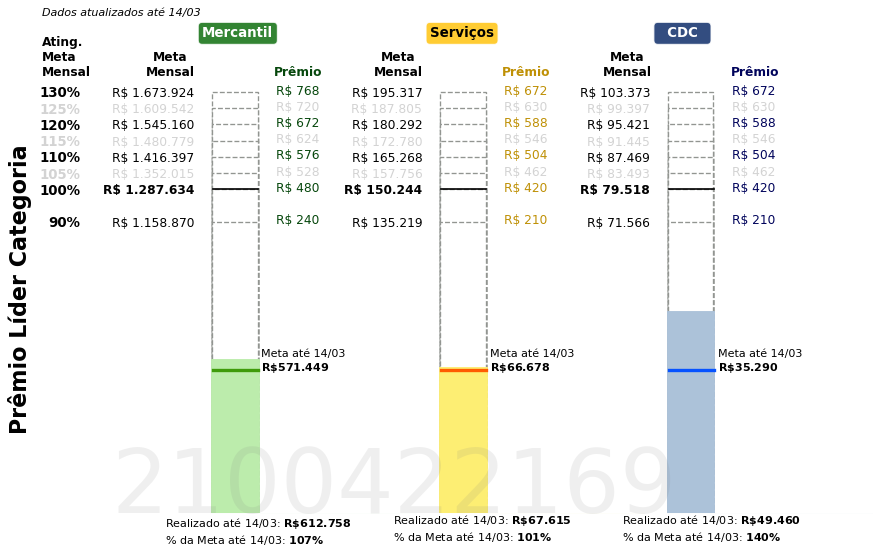 Dados atualizados até 14/03
Mercantil Serviços CDC
Ating. Meta Mensal
Meta Mensal Prêmio Meta Mensal Prêmio Meta Mensal Prêmio
130% R$ 1.673.924 R$ 768 R$ 195.317 R$ 672 R$ 103.373 R$ 672
125% R$ 1.609.542 R$ 720 R$ 187.805 R$ 630 R$ 99.397 R$ 630
120% R$ 1.545.160 R$ 672 R$ 180.292 R$ 588 R$ 95.421 R$ 588
115% R$ 1.480.779 R$ 624 R$ 172.780 R$ 546 R$ 91.445 R$ 546
110% R$ 1.416.397 R$ 576 R$ 165.268 R$ 504 R$ 87.469 R$ 504
105% R$ 1.352.015 R$ 528 R$ 157.756 R$ 462 R$ 83.493 R$ 462
100% R$ 1.287.634 R$ 480 R$ 150.244 R$ 420 R$ 79.518 R$ 420
90% R$ 1.158.870 R$ 240 R$ 135.219 R$ 210 R$ 71.566 R$ 210
Prêmio Líder Categoria
Meta até 14/03 Meta até 14/03 Meta até 14/03
R$571.449 R$66.678 R$35.290
2100422169
Realizado até 14/03: R$612.758 Realizado até 14/03: R$67.615 Realizado até 14/03: R$49.460
% da Meta até 14/03: 107% % da Meta até 14/03: 101% % da Meta até 14/03: 140%